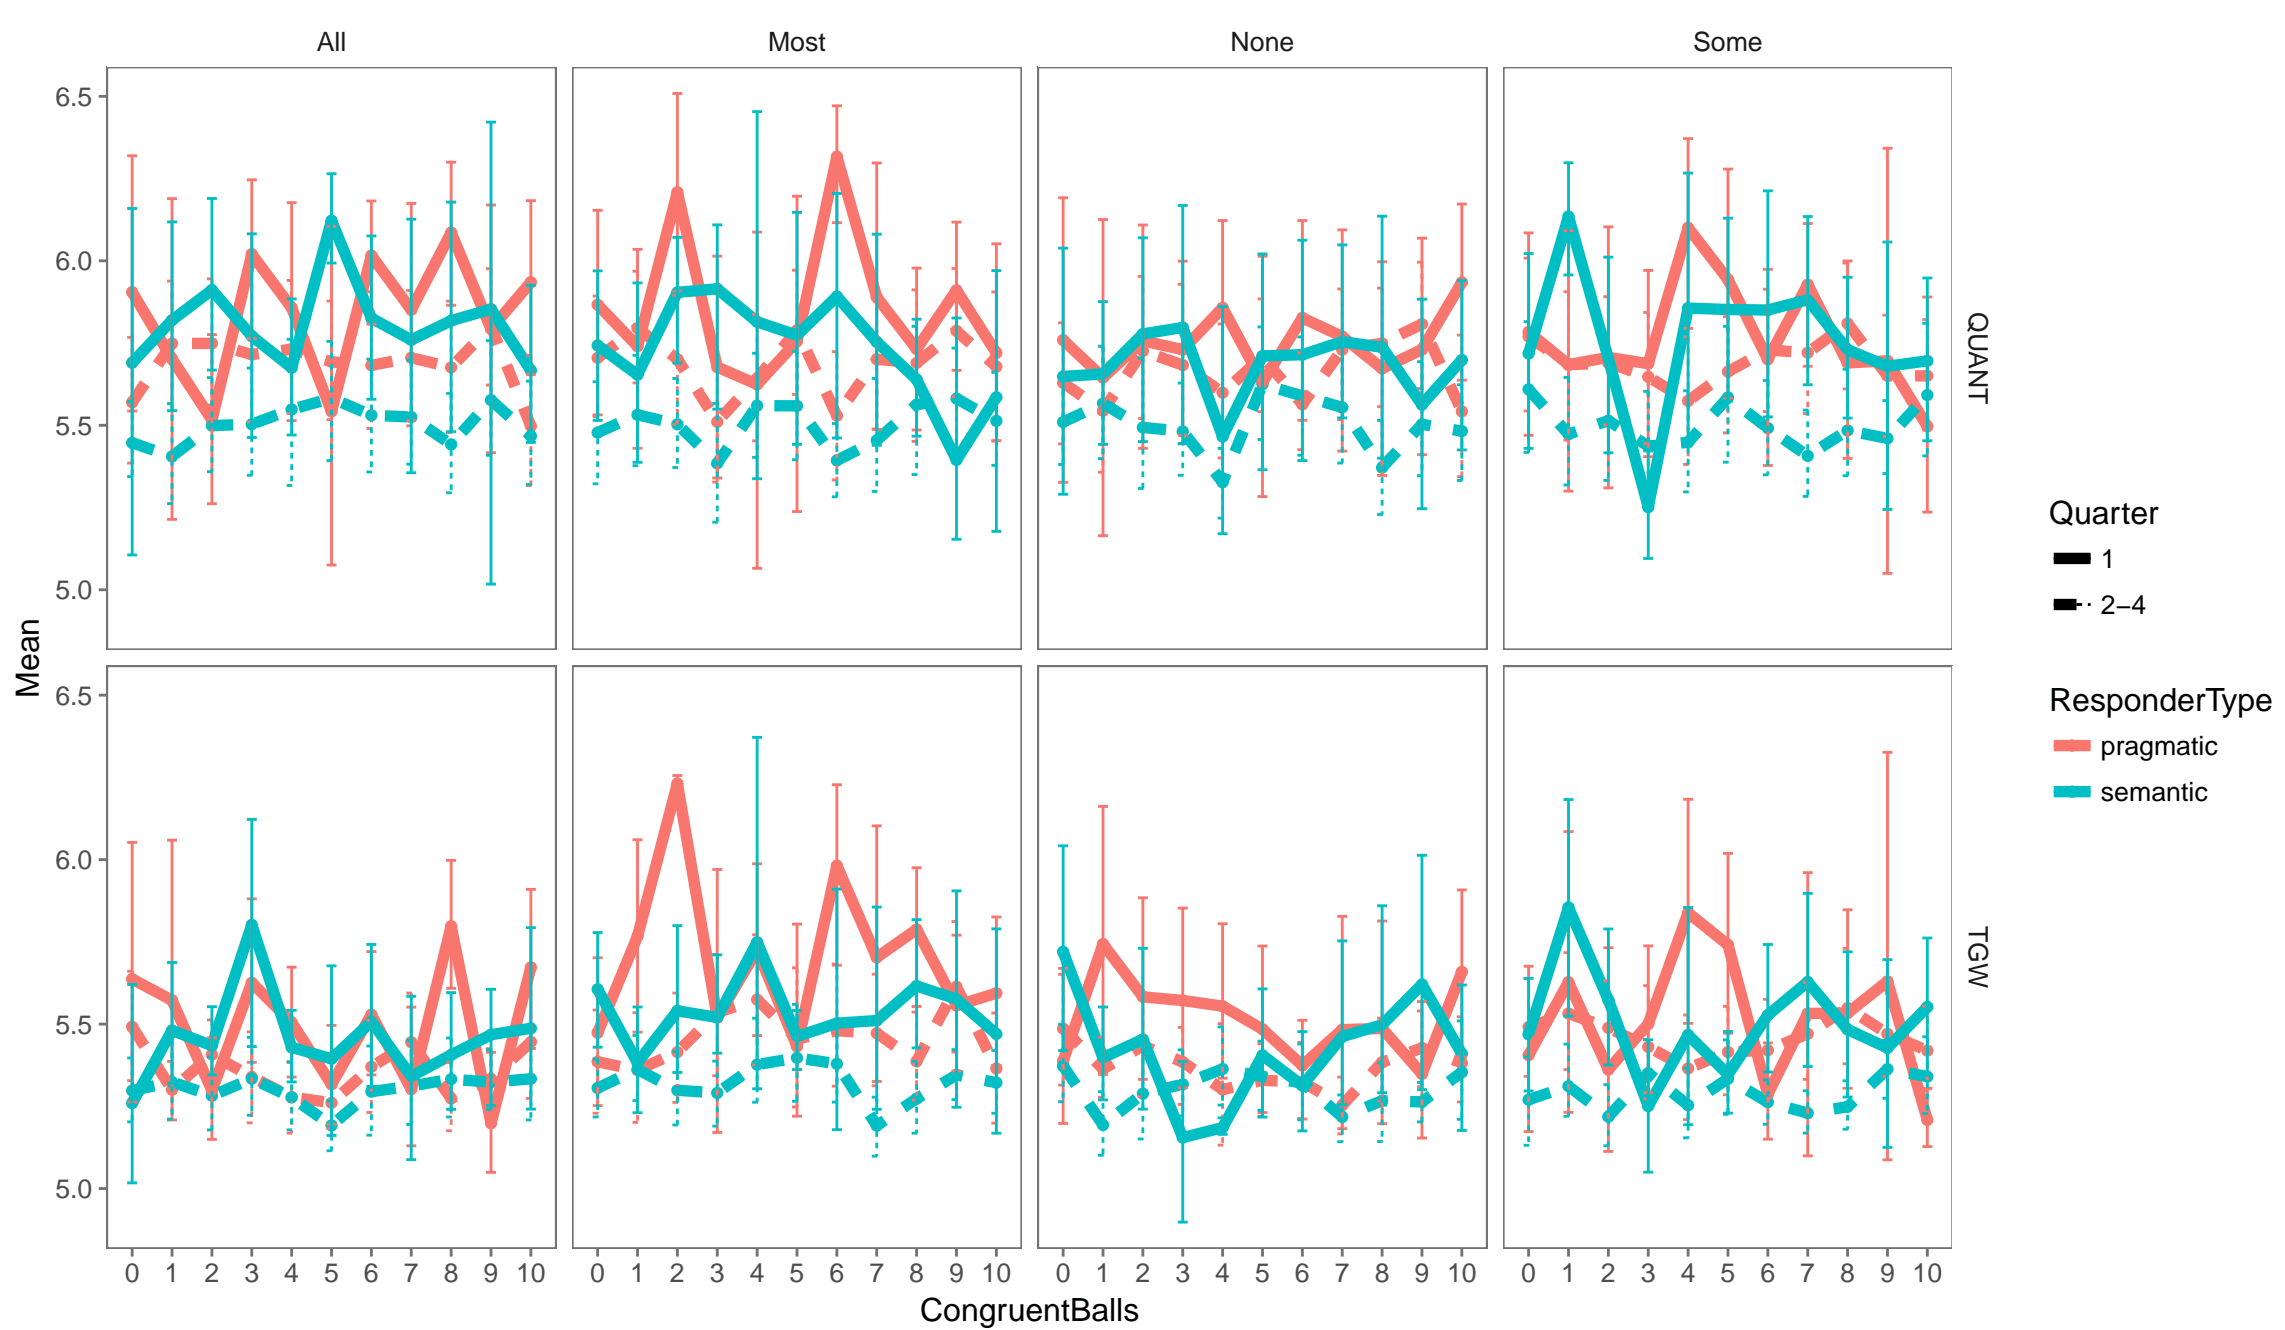 All Most None Some
6.5
6.0
5.5
5.0
QUANT
Mean
6.5
6.0
5.5
5.0
TGW
0 1 2 3 4 5 6 7 8 9 10 0 1 2 3 4 5 6 7 8 9 10 0 1 2 3 4 5 6 7 8 9 10 0 1 2 3 4 5 6 7 8 9 10
CongruentBalls
Quarter
1
2–4
ResponderType
pragmatic
semantic